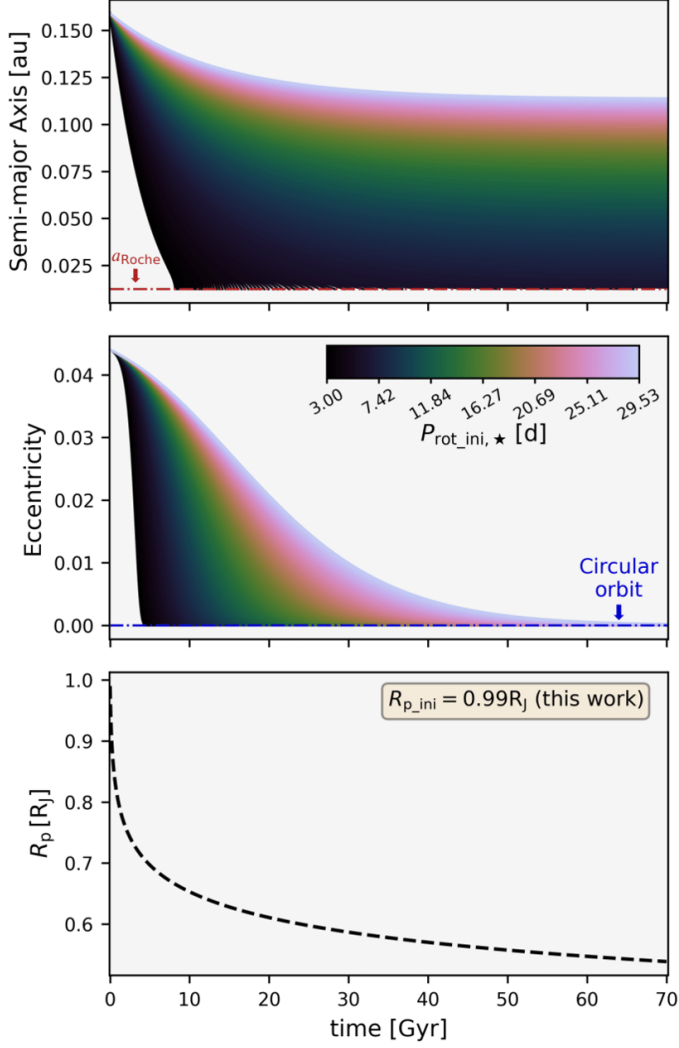 Semi-major Axis [au]
0.150
0.125
0.100
0.075
0.050
0.025
a_Roche
Eccentricity
0.04
0.03
0.02
0.01
0.00
3.00 7.42 11.84 16.27 20.69 25.11 29.53
P_rot_ini,★ [d]
Circular
orbit
R_p [R_J]
1.0
0.9
0.8
0.7
0.6
R_p_ini = 0.99R_J (this work)
0 10 20 30 40 50 60 70
time [Gyr]